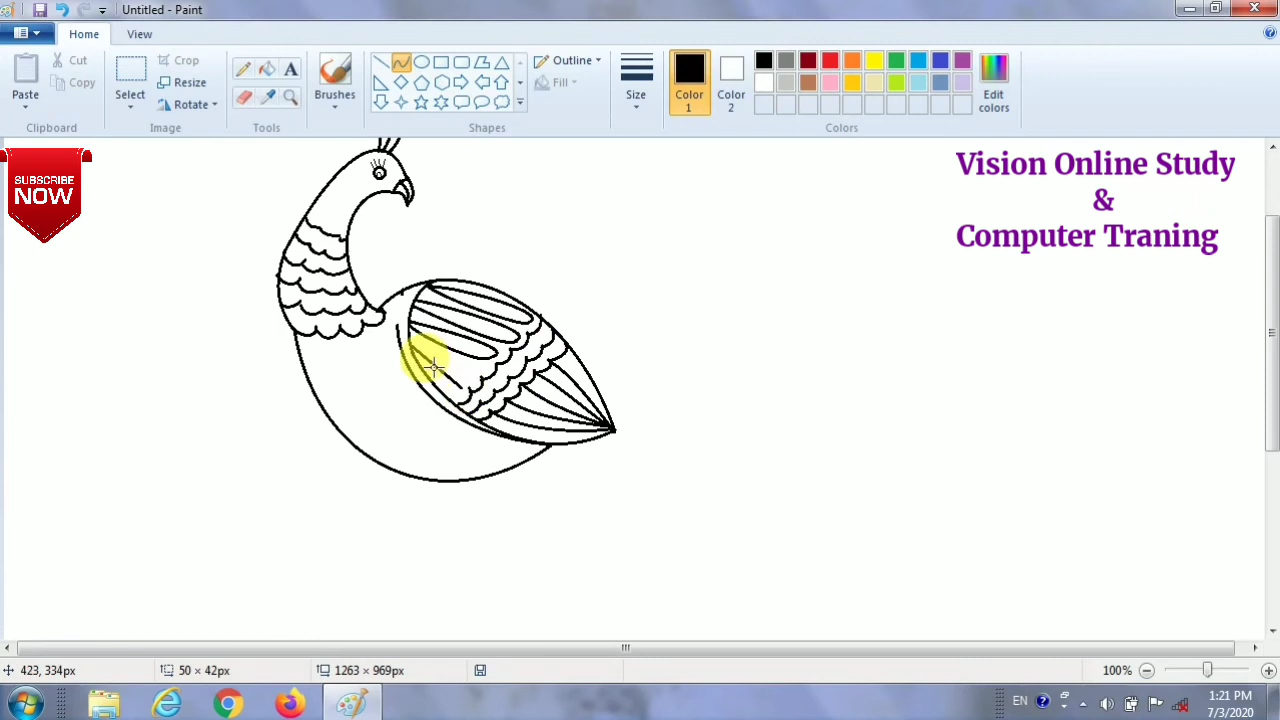 Untitled - Paint
Home
View
Paste
Cut
Copy
Clipboard
Select
Crop
Resize
Rotate
Image
Tools
Brushes
Outline
Fill
Shapes
Size
Color
1
Color
2
Edit
colors
Colors
SUBSCRIBE
NOW
Vision Online Study
&
Computer Traning
423, 334px
50 × 42px
1263 × 969px
100%
EN
1:21 PM
7/3/2020